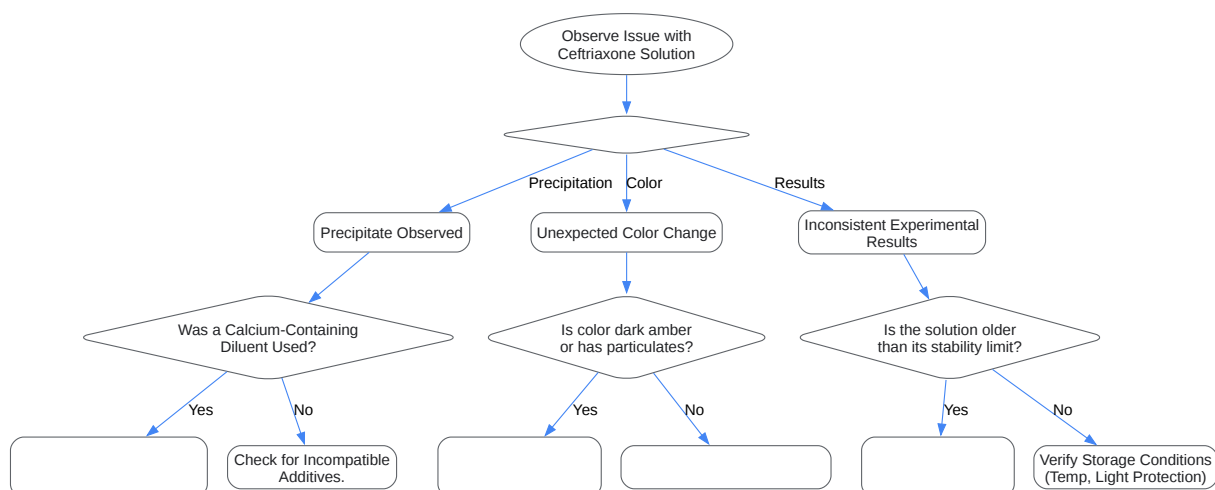 Observe Issue with
Ceftriaxone Solution
Precipitation
Color
Results
Precipitate Observed
Unexpected Color Change
Inconsistent Experimental
Results
Was a Calcium-Containing
Diluent Used?
Is color dark amber
or has particulates?
Is the solution older
than its stability limit?
Yes
No
Yes
No
Yes
No
Check for Incompatible
Additives.
Verify Storage Conditions
(Temp, Light Protection)